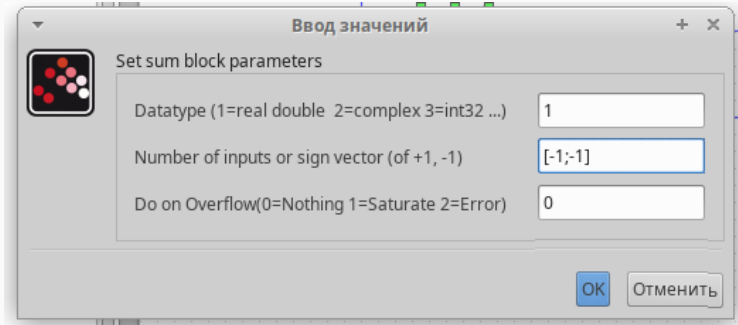 Ввод значений
Set sum block parameters
Datatype (1=real double 2=complex 3=int32 ...) 1
Number of inputs or sign vector (of +1, -1) [-1;-1]
Do on Overflow(0=Nothing 1=Saturate 2=Error) 0
OK Отменить